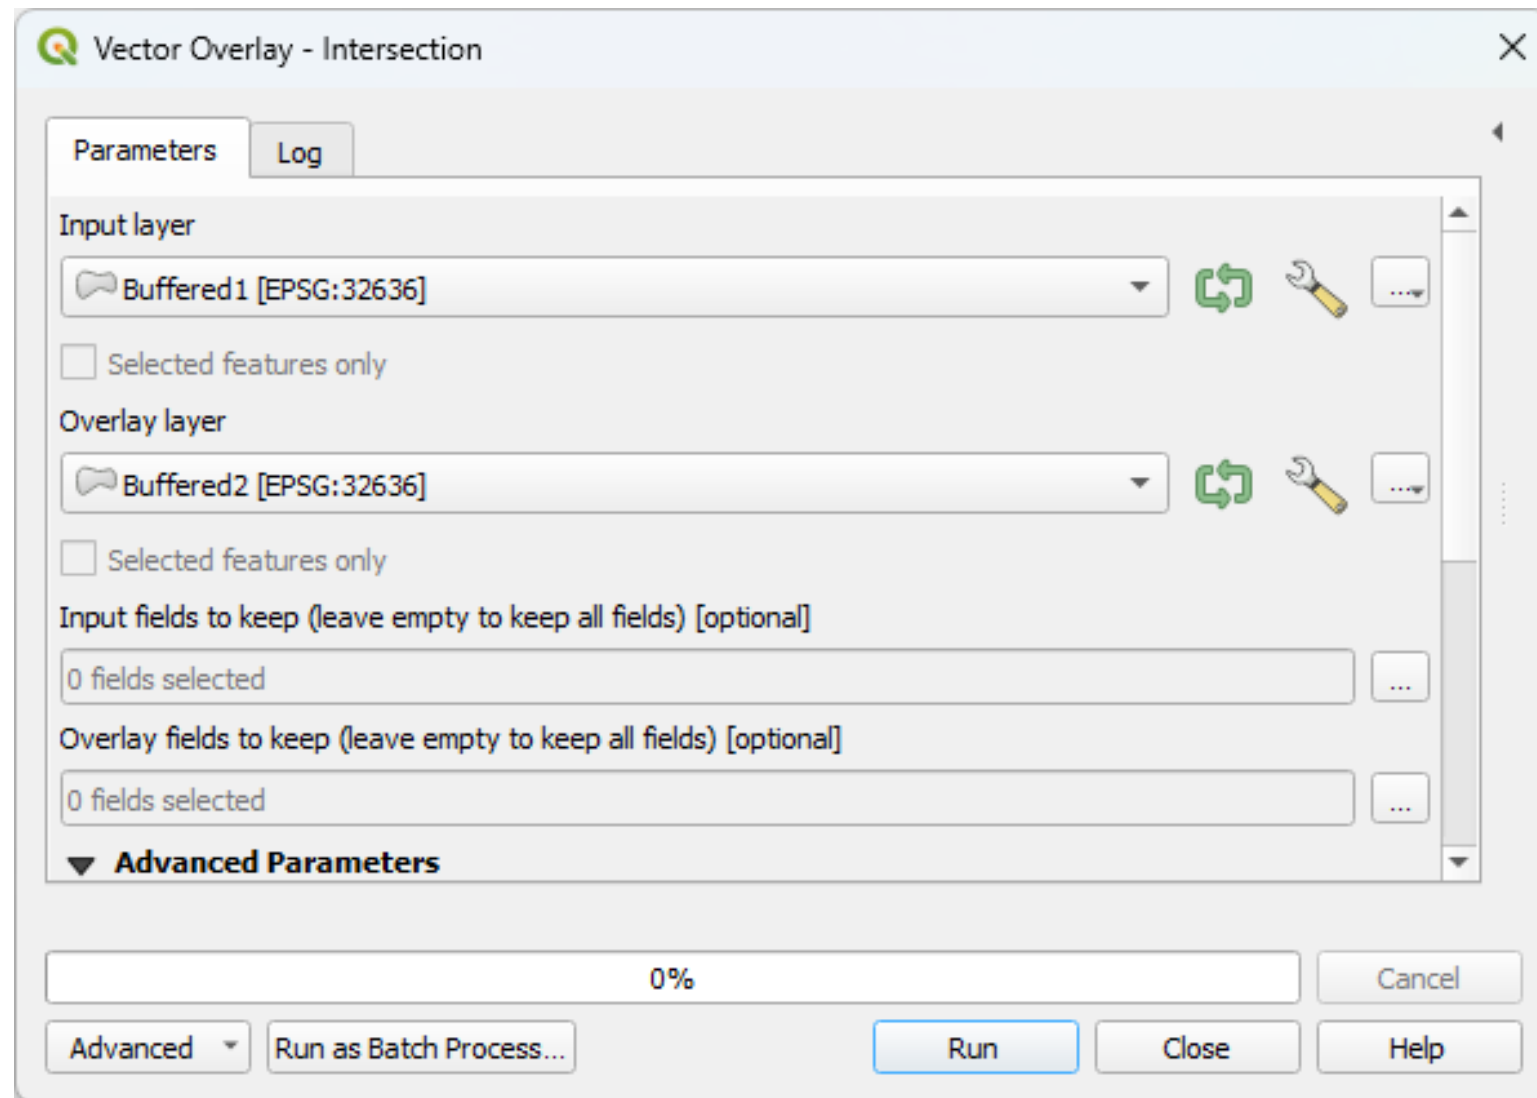 Vector Overlay - Intersection
Parameters
Log
Input layer
Buffered1 [EPSG:32636]
...
Selected features only
Overlay layer
Buffered2 [EPSG:32636]
...
Selected features only
Input fields to keep (leave empty to keep all fields) [optional]
0 fields selected
...
Overlay fields to keep (leave empty to keep all fields) [optional]
0 fields selected
...
Advanced Parameters
0%
Cancel
Advanced
Run as Batch Process...
Run
Close
Help